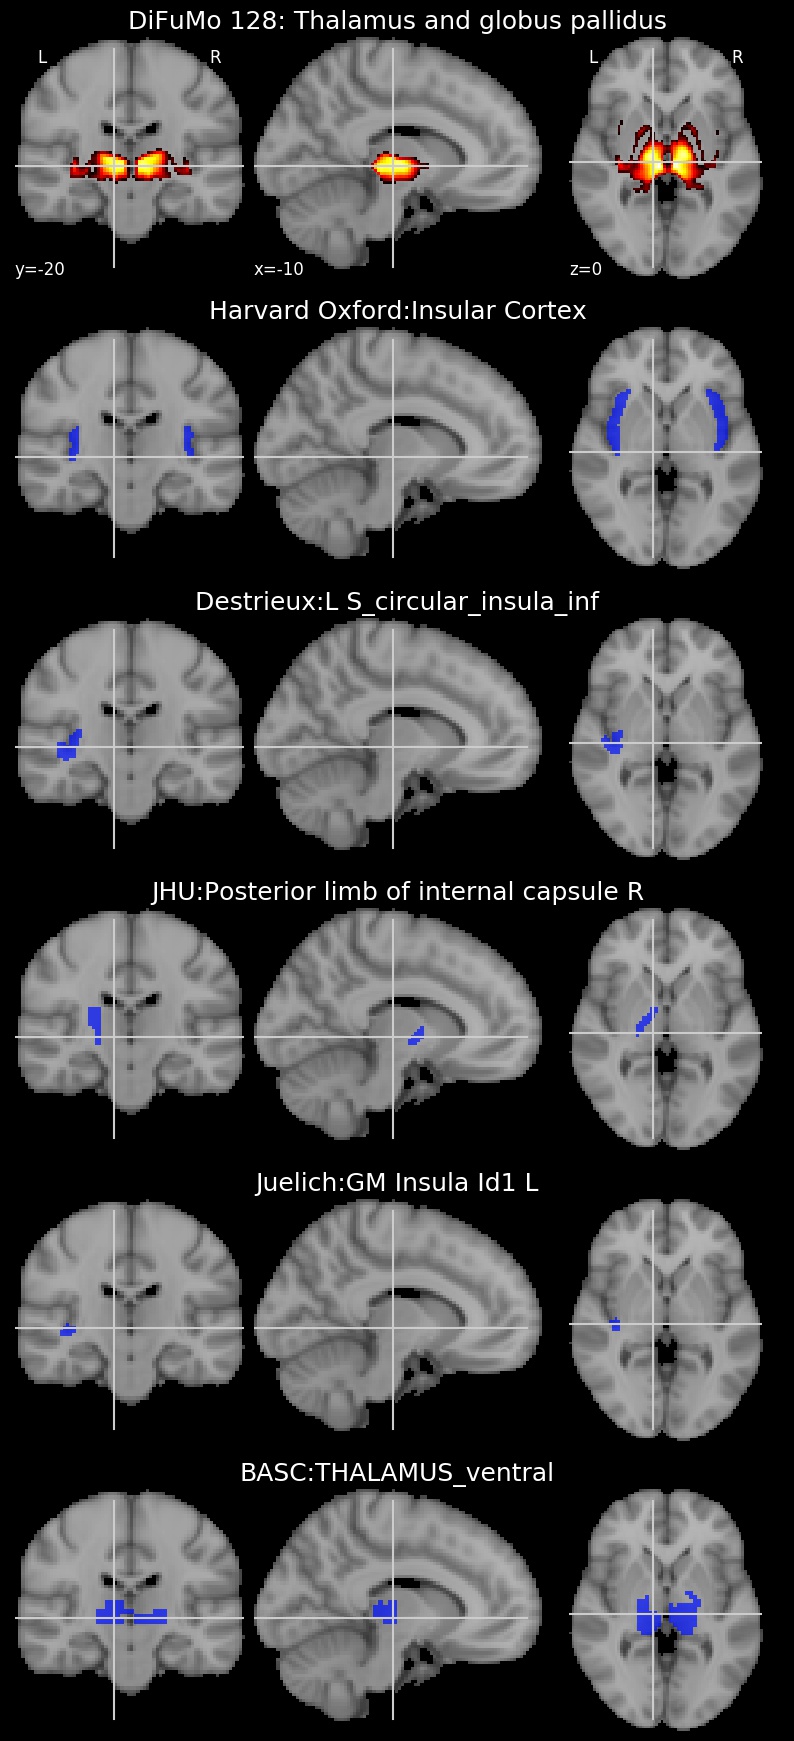 DiFuMo 128: Thalamus and globus pallidus
L R L R
y=-20 x=-10 z=0
Harvard Oxford:Insular Cortex
Destrieux:L S_circular_insula_inf
JHU:Posterior limb of internal capsule R
Juelich:GM Insula Id1 L
BASC:THALAMUS_ventral